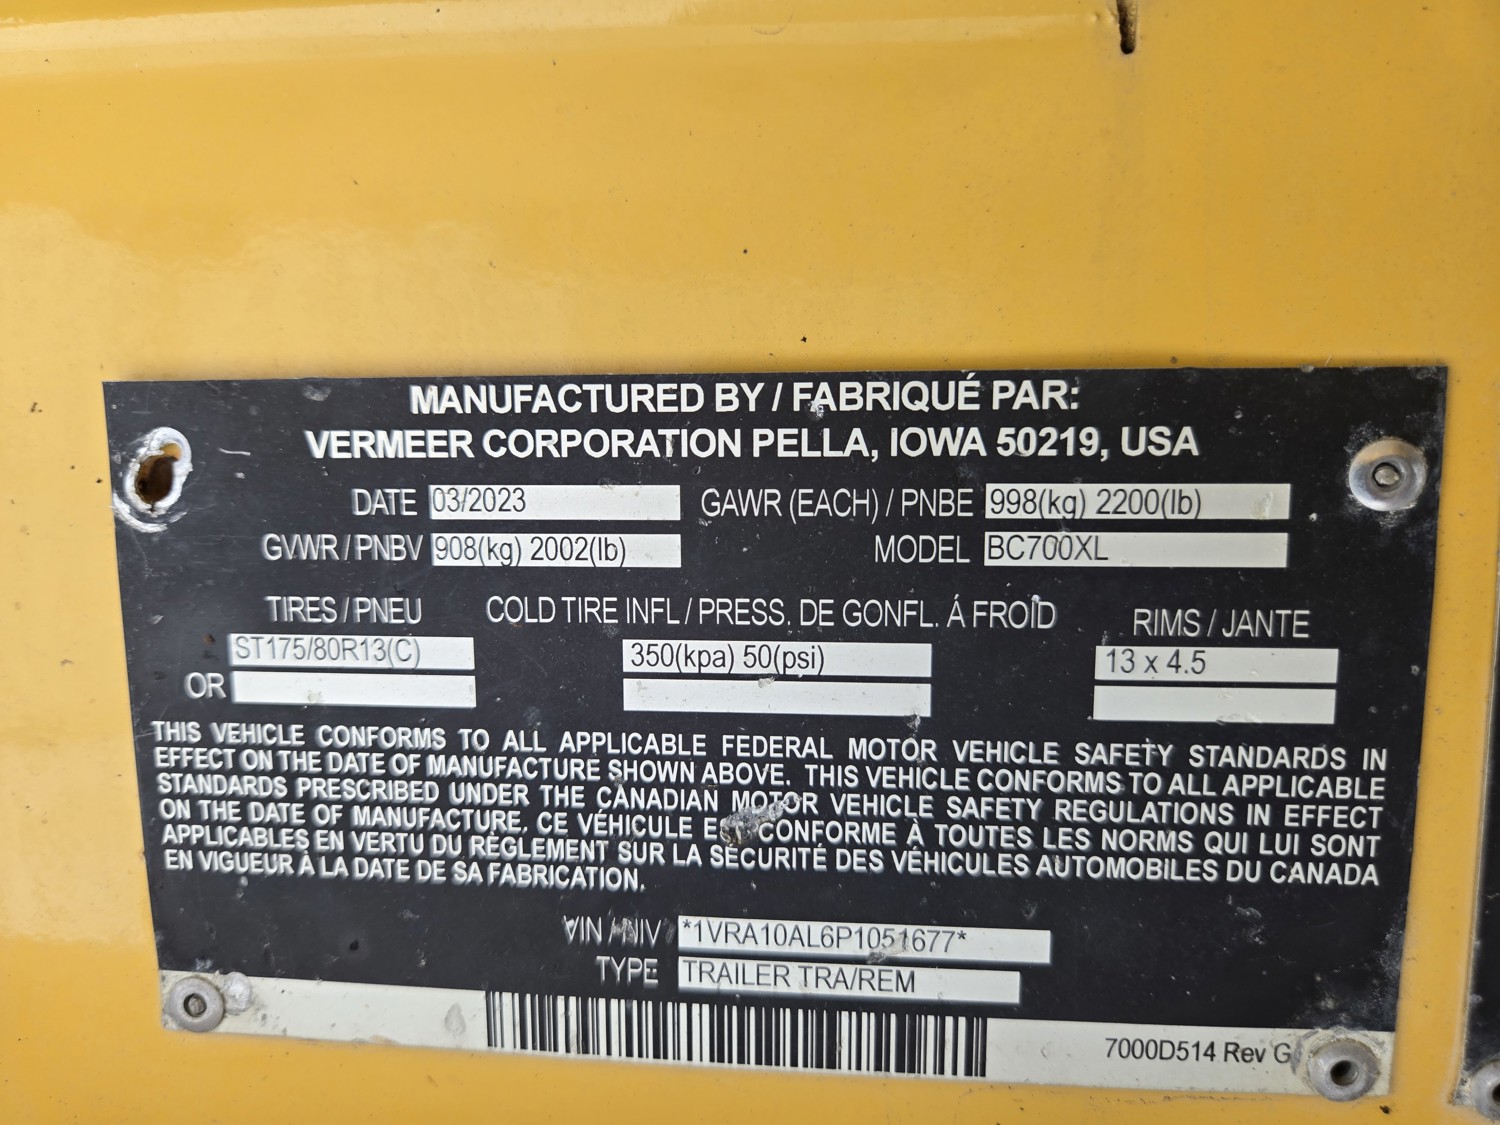 MANUFACTURED BY / FABRIQUÉ PAR:
VERMEER CORPORATION PELLA, IOWA 50219, USA
DATE 03/2023 GAWR (EACH) / PNBE 998(kg) 2200(lb)
GVWR / PNBV 908(kg) 2002(lb) MODEL BC700XL
TIRES / PNEU COLD TIRE INFL / PRESS. DE GONFL. Á FROID RIMS / JANTE
ST175/80R13(C) 350(kpa) 50(psi) 13 x 4.5
OR
THIS VEHICLE CONFORMS TO ALL APPLICABLE FEDERAL MOTOR VEHICLE SAFETY STANDARDS IN
EFFECT ON THE DATE OF MANUFACTURE SHOWN ABOVE. THIS VEHICLE CONFORMS TO ALL APPLICABLE
STANDARDS PRESCRIBED UNDER THE CANADIAN MOTOR VEHICLE SAFETY REGULATIONS IN EFFECT
ON THE DATE OF MANUFACTURE. CE VÉHICULE EST CONFORME À TOUTES LES NORMS QUI LUI SONT
APPLICABLES EN VERTU DU RÈGLEMENT SUR LA SÉCURITÉ DES VÉHICULES AUTOMOBILES DU CANADA
EN VIGUEUR À LA DATE DE SA FABRICATION.
VIN / NIV *1VRA10AL6P1051677*
TYPE TRAILER TRA/REM
7000D514 Rev G